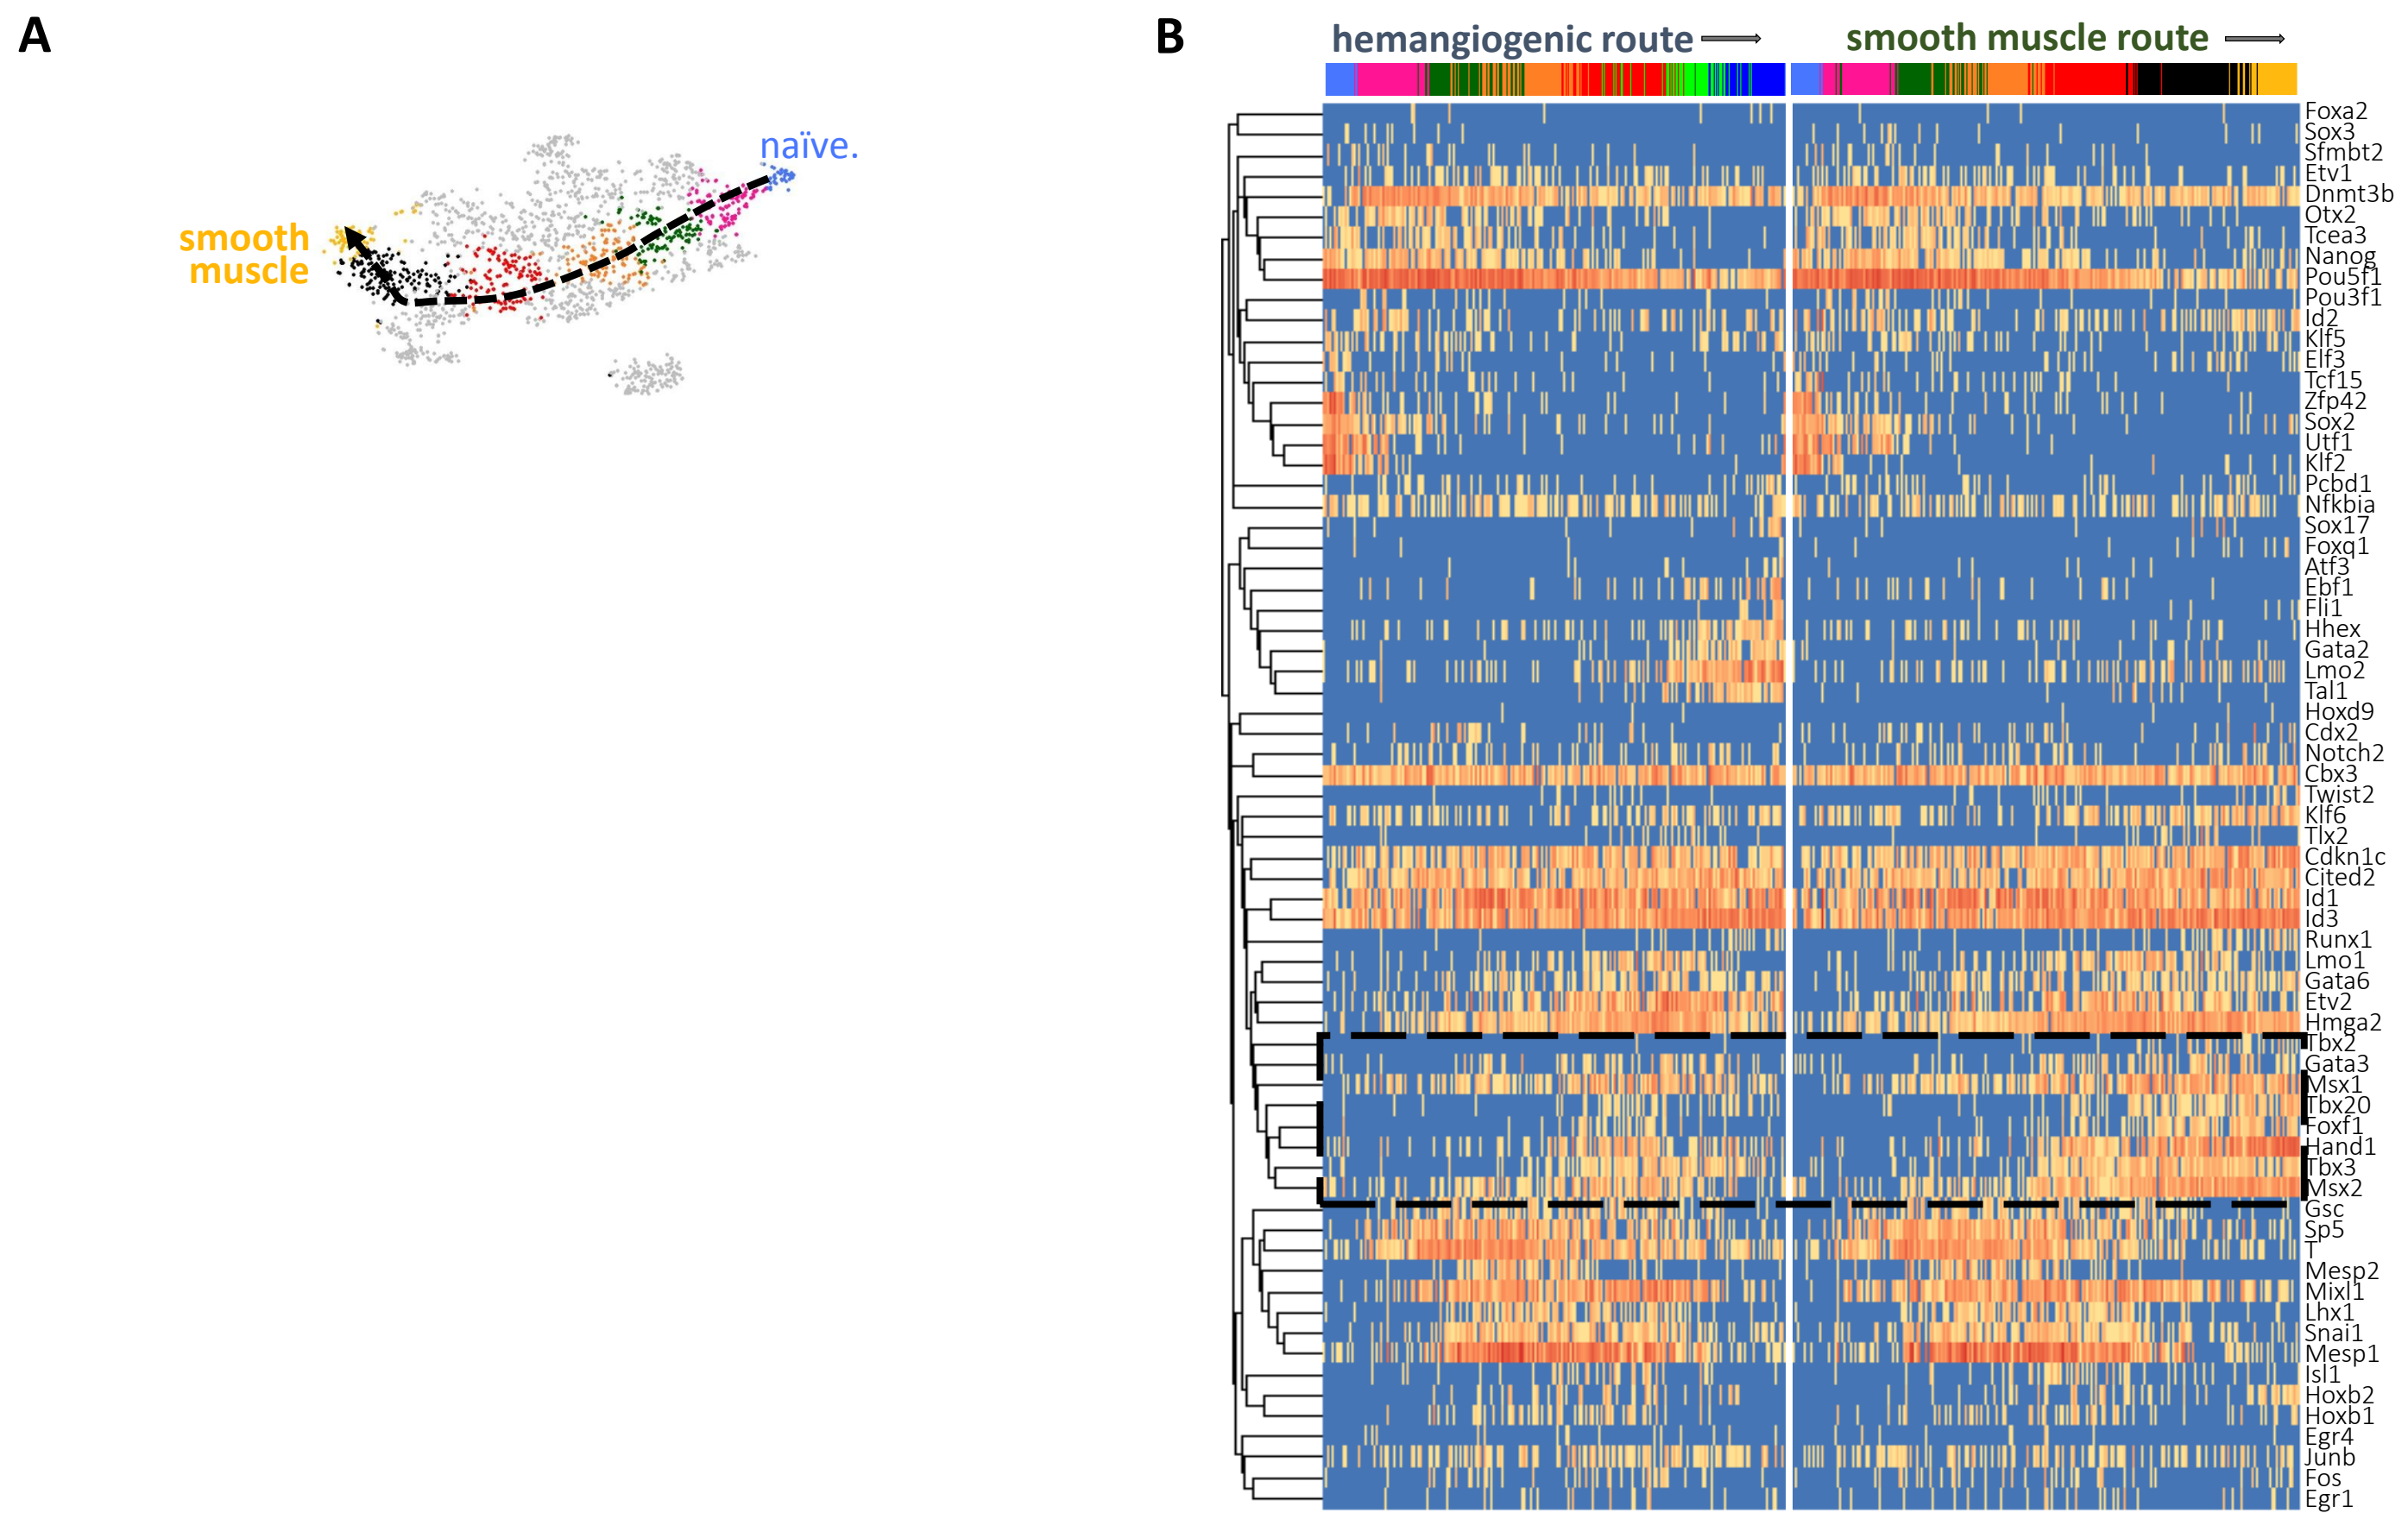 A
naïve.
smooth
muscle
B
hemangiogenic route
smooth muscle route
Foxa2
Sox3
Sfmbt2
Etv1
Dnmt3b
Otx2
Tcea3
Nanog
Pou5f1
Pou3f1
Id2
Klf5
Elf3
Tcf15
Zfp42
Sox2
Utf1
Klf2
Pcbd1
Nfkbia
Sox17
Foxq1
Atf3
Ebf1
Fli1
Hhex
Gata2
Lmo2
Tal1
Hoxd9
Cdx2
Notch2
Cbx3
Twist2
Klf6
Tlx2
Cdkn1c
Cited2
Id1
Id3
Runx1
Lmo1
Gata6
Etv2
Hmga2
Tbx2
Gata3
Msx1
Tbx20
Foxf1
Hand1
Tbx3
Msx2
Gsc
Sp5
T
Mesp2
Mixl1
Lhx1
Snai1
Mesp1
Isl1
Hoxb2
Hoxb1
Egr4
Junb
Fos
Egr1